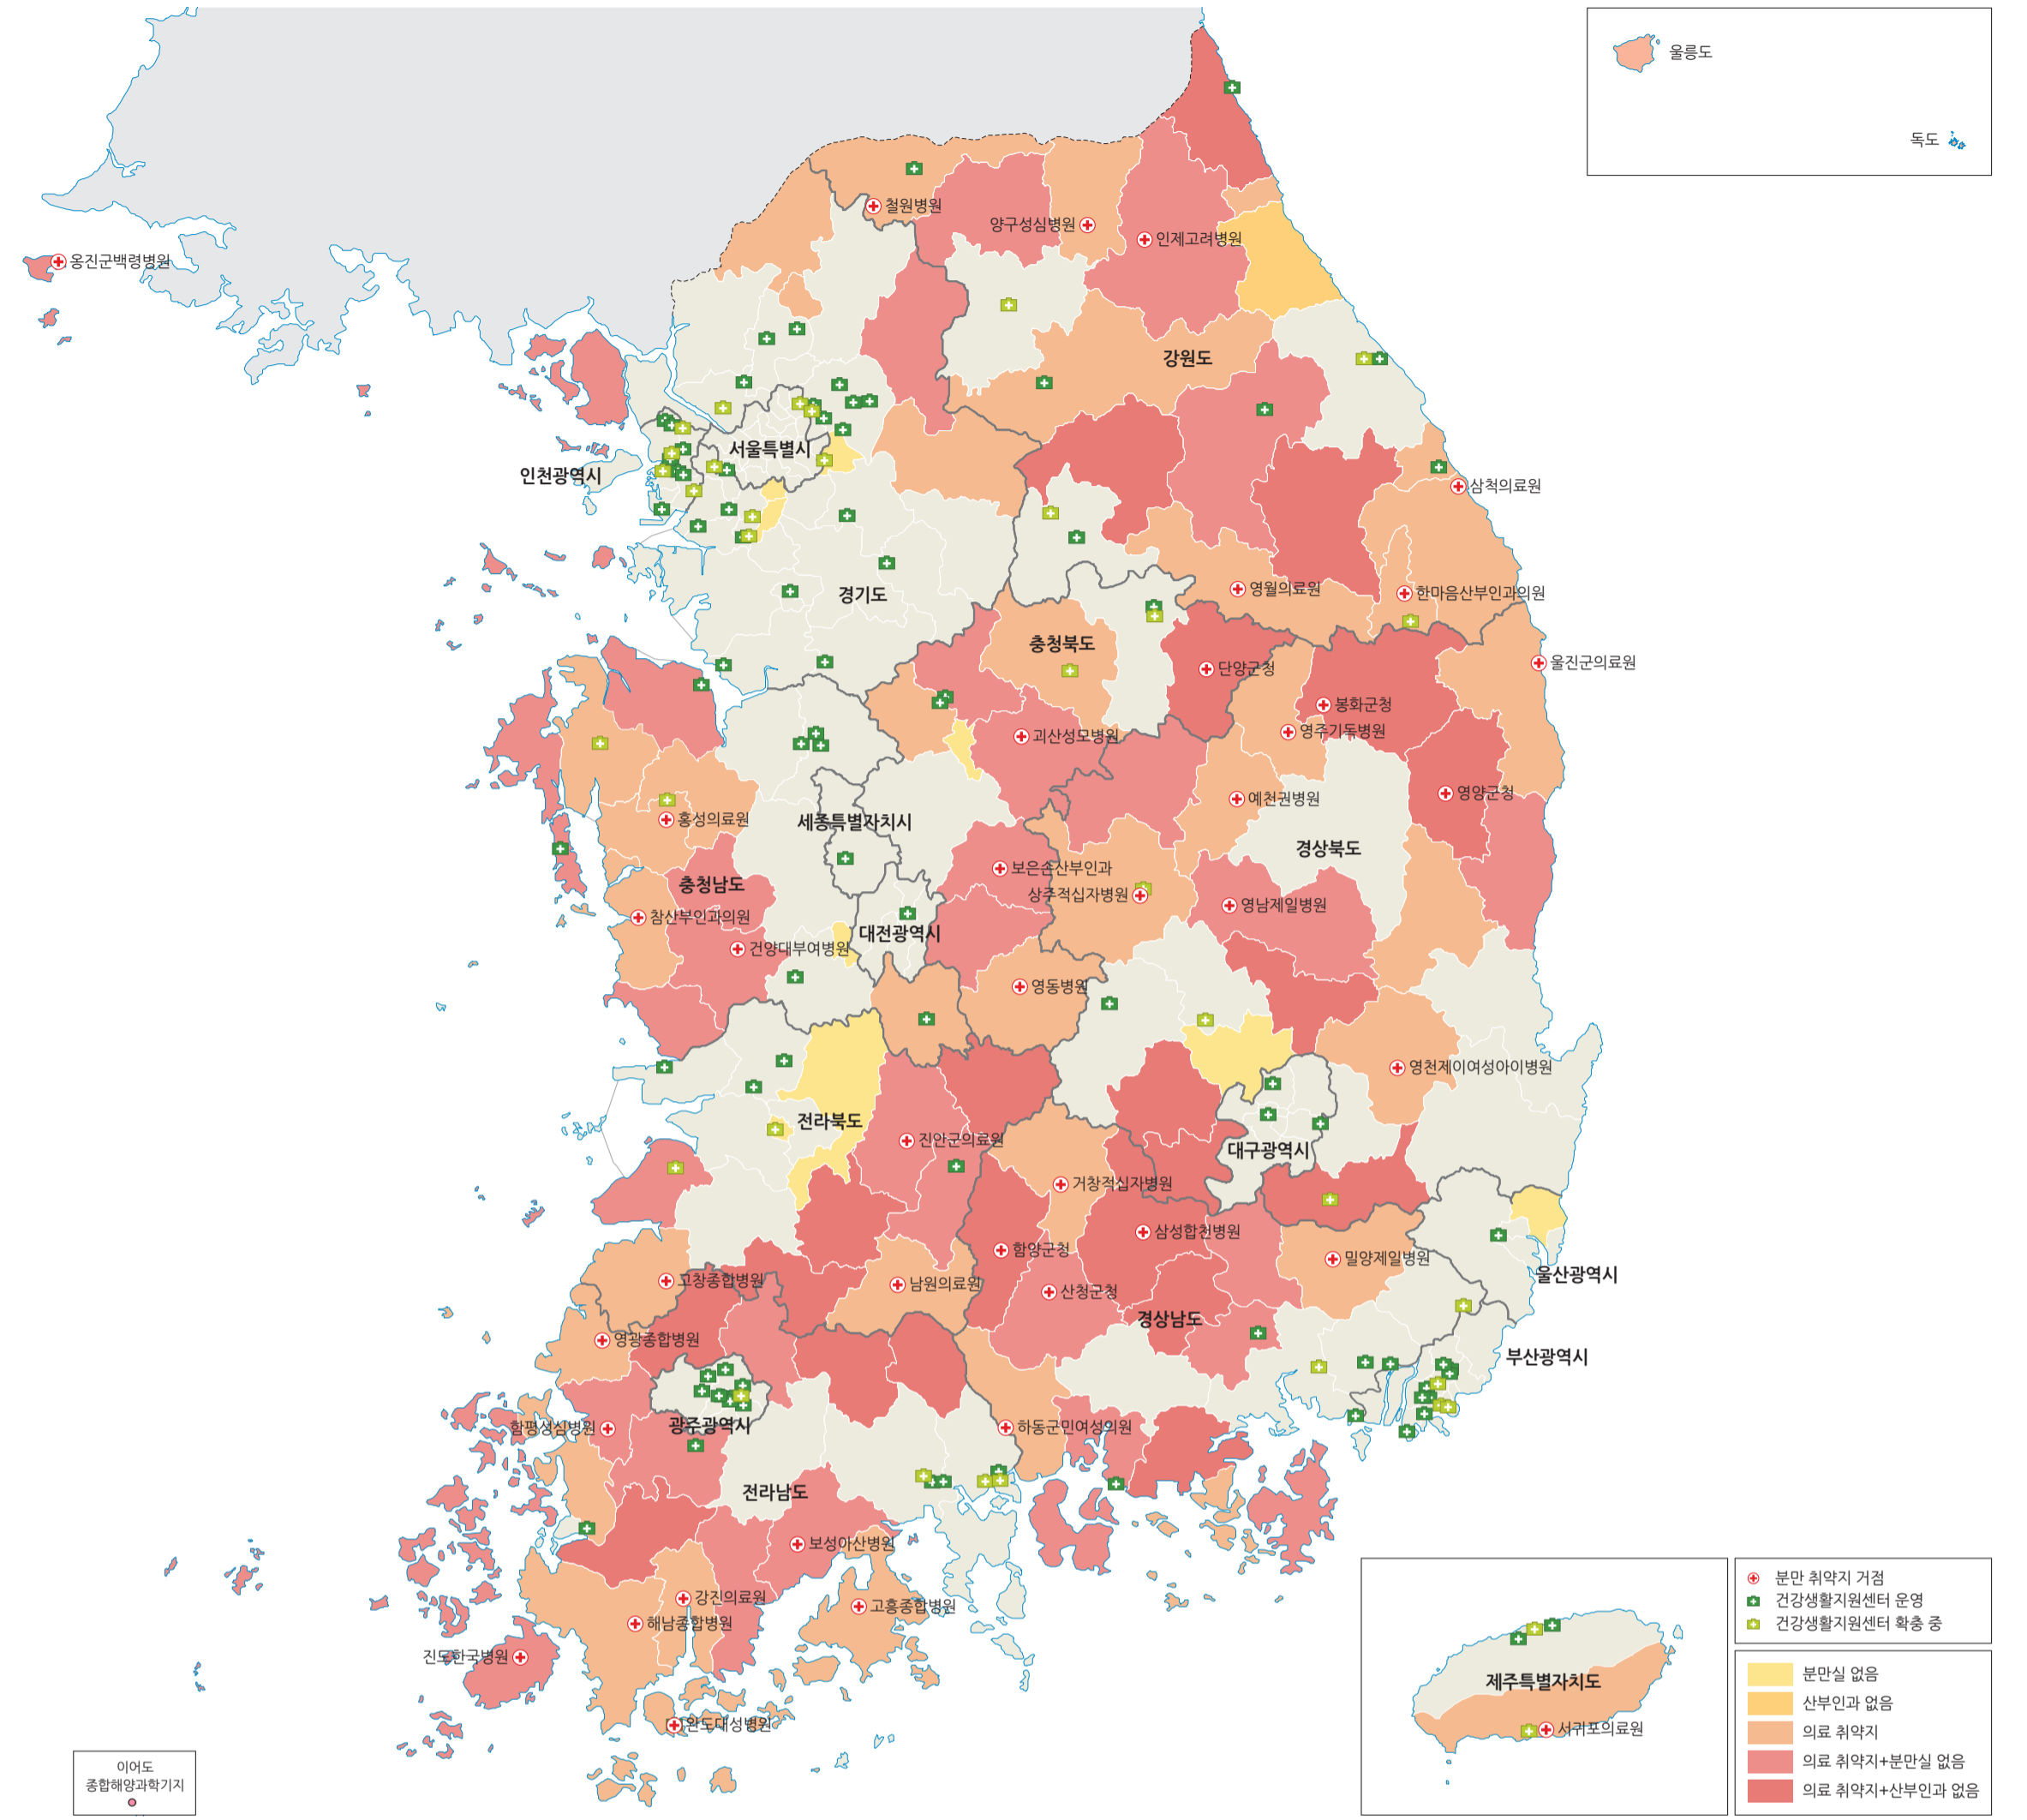 울릉도
독도
철원병원
양구성심병원
인제고려병원
옹진군백령병원
강원도
서울특별시
인천광역시
삼척의료원
영월의료원
한마음산부인과의원
경기도
충청북도
단양군청
울진군의료원
봉화군청
영주기독병원
괴산성모병원
영양군청
예천권병원
홍성의료원
세종특별자치시
경상북도
보은손산부인과
충청남도
상주적십자병원
영남제일병원
참산부인과의원
대전광역시
건양대부여병원
영동병원
영천제이여성아이병원
전라북도
진안군의료원
대구광역시
거창적십자병원
삼성합천병원
함양군청
밀양제일병원
울산광역시
고창종합병원
남원의료원
산청군청
경상남도
영광종합병원
부산광역시
함평성심병원
광주광역시
하동군민여성의원
전라남도
보성아산병원
강진의료원
고흥종합병원
해남종합병원
진도한국병원
완도대성병원
제주특별자치도
서귀포의료원
이어도
종합해양과학기지
분만 취약지 거점
건강생활지원센터 운영
건강생활지원센터 확충 중
분만실 없음
산부인과 없음
의료 취약지
의료 취약지+분만실 없음
의료 취약지+산부인과 없음